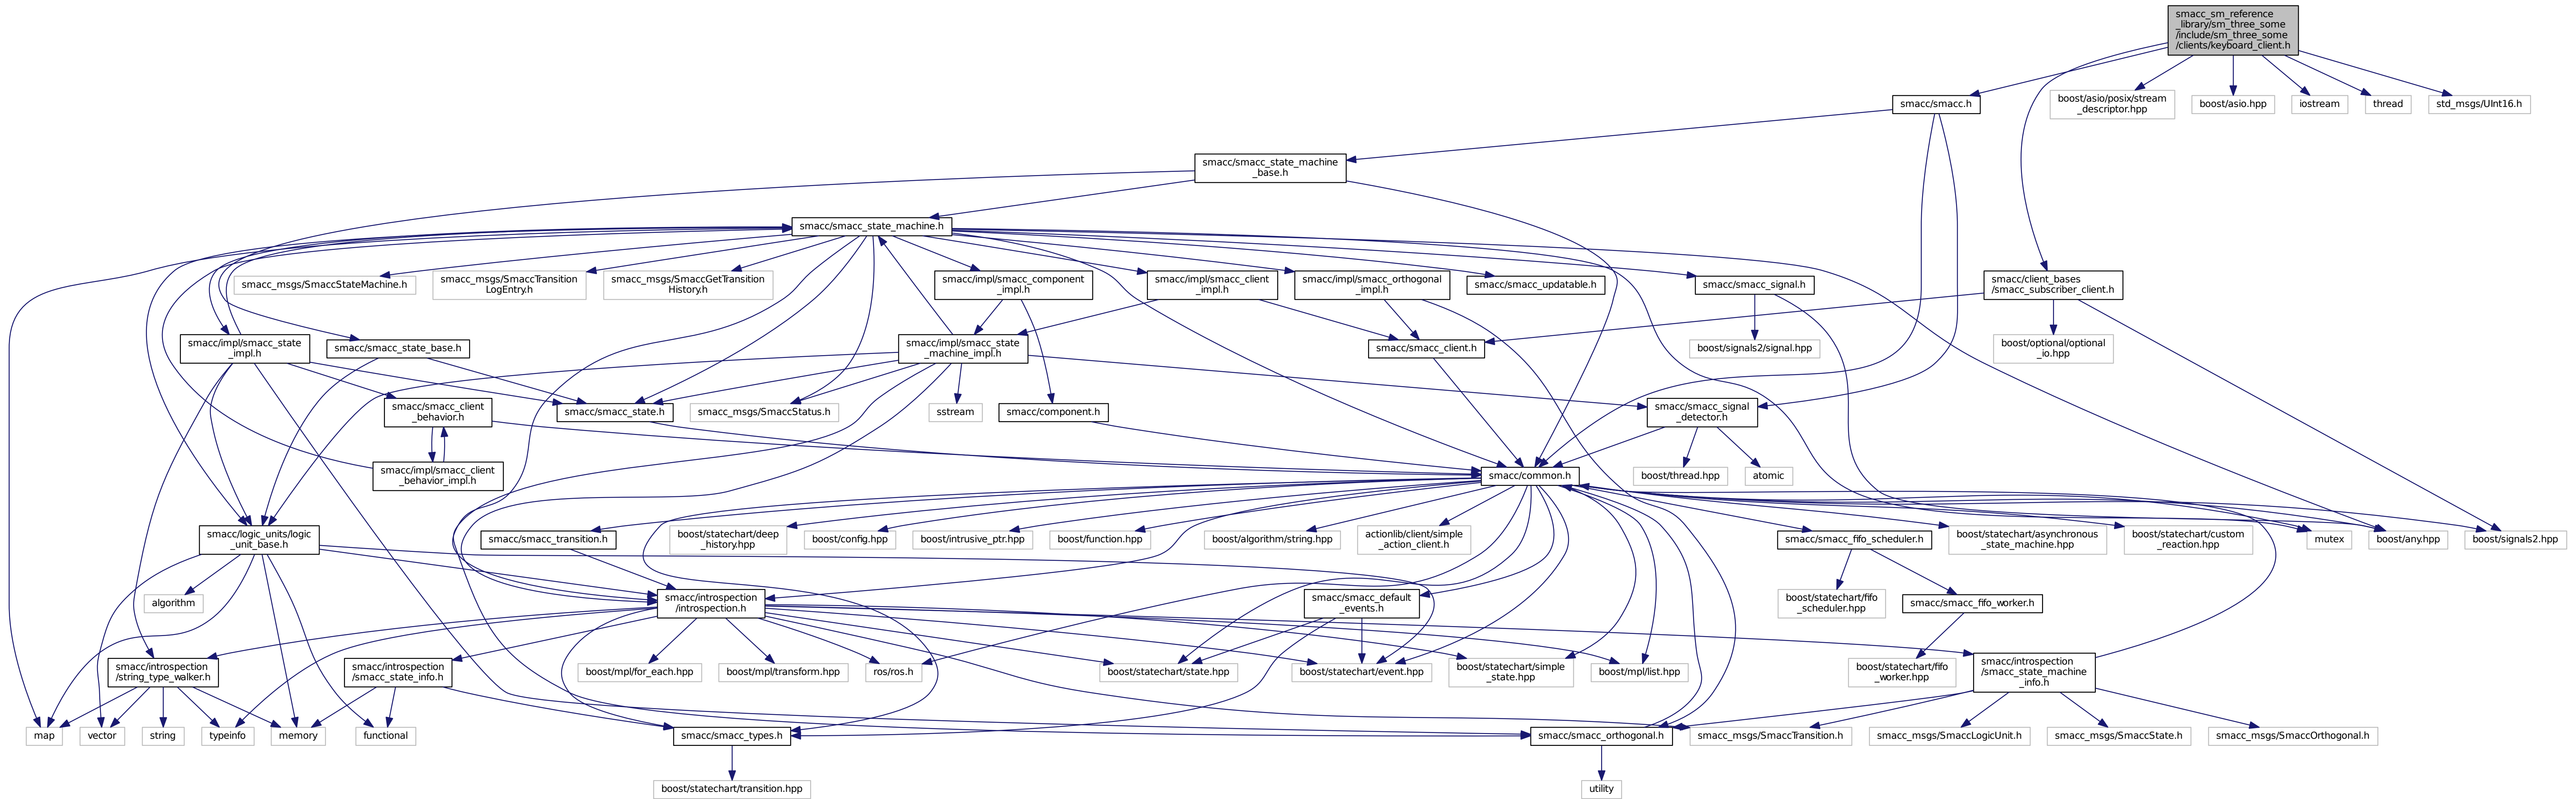 smacc_sm_reference
_library/sm_three_some
/include/sm_three_some
/clients/keyboard_client.h
smacc/smacc.h
boost/asio/posix/stream
_descriptor.hpp
boost/asio.hpp
iostream
thread
std_msgs/UInt16.h
smacc/smacc_state_machine
_base.h
smacc/smacc_state_machine.h
smacc_msgs/SmaccStateMachine.h
smacc_msgs/SmaccTransition
LogEntry.h
smacc_msgs/SmaccGetTransition
History.h
smacc/impl/smacc_component
_impl.h
smacc/impl/smacc_client
_impl.h
smacc/impl/smacc_orthogonal
_impl.h
smacc/smacc_updatable.h
smacc/smacc_signal.h
smacc/client_bases
/smacc_subscriber_client.h
smacc/impl/smacc_state
_impl.h
smacc/smacc_state_base.h
smacc/impl/smacc_state
_machine_impl.h
smacc/smacc_client.h
boost/signals2/signal.hpp
boost/optional/optional
_io.hpp
smacc/smacc_client
_behavior.h
smacc/smacc_state.h
smacc_msgs/SmaccStatus.h
sstream
smacc/component.h
smacc/smacc_signal
_detector.h
smacc/impl/smacc_client
_behavior_impl.h
smacc/common.h
boost/thread.hpp
atomic
smacc/logic_units/logic
_unit_base.h
smacc/smacc_transition.h
boost/statechart/deep
_history.hpp
boost/config.hpp
boost/intrusive_ptr.hpp
boost/function.hpp
boost/algorithm/string.hpp
actionlib/client/simple
_action_client.h
smacc/smacc_fifo_scheduler.h
boost/statechart/asynchronous
_state_machine.hpp
boost/statechart/custom
_reaction.hpp
mutex
boost/any.hpp
boost/signals2.hpp
algorithm
smacc/introspection
/introspection.h
smacc/smacc_default
_events.h
boost/statechart/fifo
_scheduler.hpp
smacc/smacc_fifo_worker.h
smacc/introspection
/string_type_walker.h
smacc/introspection
/smacc_state_info.h
boost/mpl/for_each.hpp
boost/mpl/transform.hpp
ros/ros.h
boost/statechart/state.hpp
boost/statechart/event.hpp
boost/statechart/simple
_state.hpp
boost/mpl/list.hpp
boost/statechart/fifo
_worker.hpp
smacc/introspection
/smacc_state_machine
_info.h
map
vector
string
typeinfo
memory
functional
smacc/smacc_types.h
smacc/smacc_orthogonal.h
smacc_msgs/SmaccTransition.h
smacc_msgs/SmaccLogicUnit.h
smacc_msgs/SmaccState.h
smacc_msgs/SmaccOrthogonal.h
boost/statechart/transition.hpp
utility